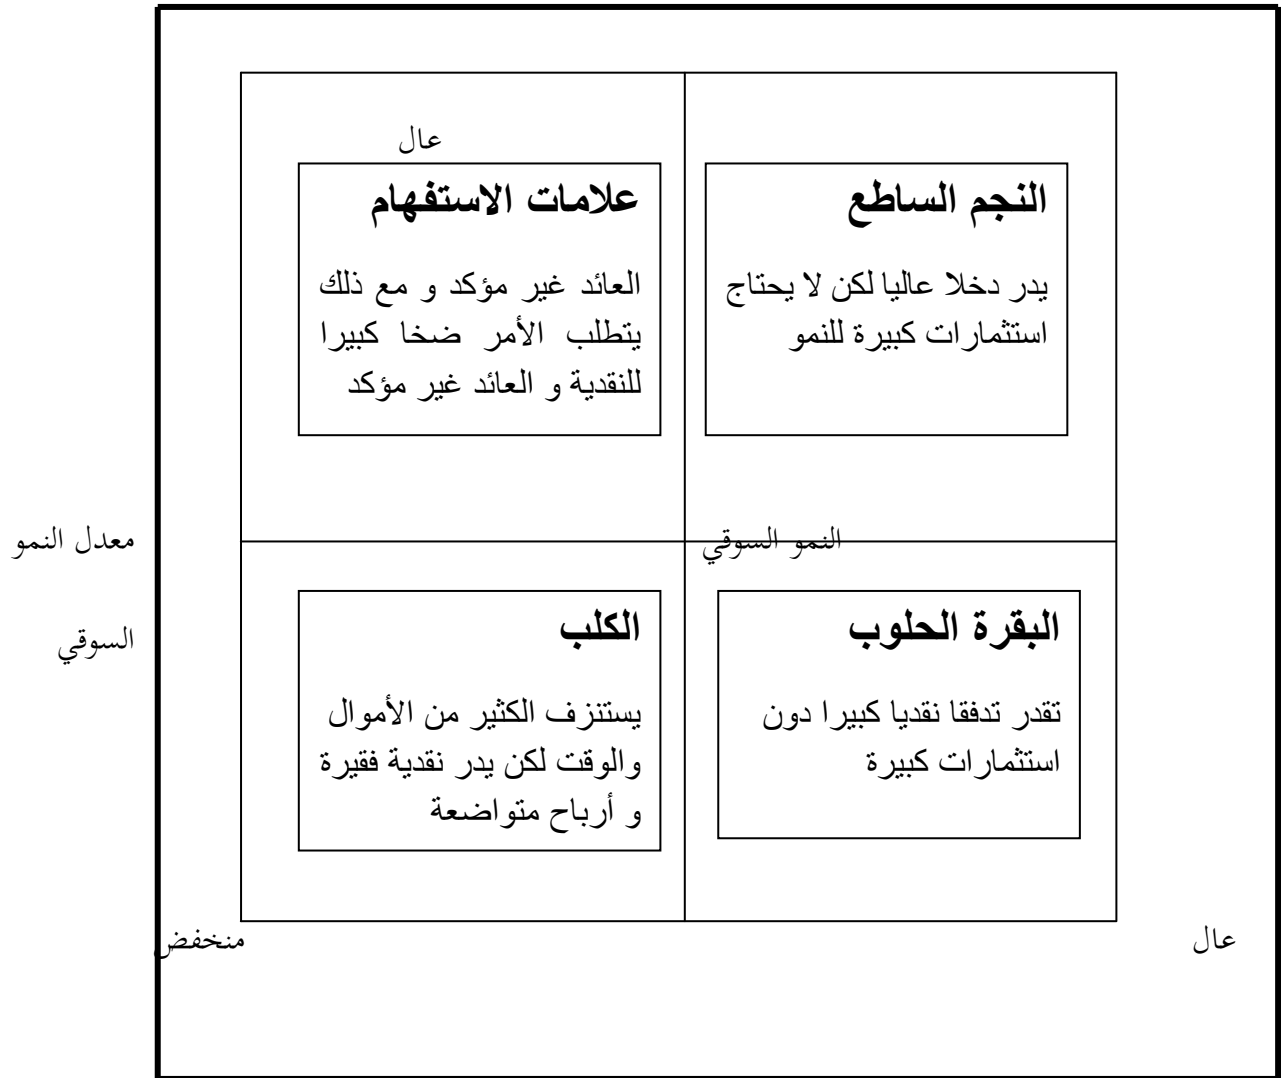 عال
النجم الساطع
يدر دخلا عاليا لكن لا يحتاج
استثمارات كبيرة للنمو
علامات الاستفهام
العائد غير مؤكد و مع ذلك
يتطلب الأمر ضخا كبيرا
للنقدية و العائد غير مؤكد
النمو السوقي
معدل النمو
السوقي
البقرة الحلوب
تقدر تدفقا نقديا كبيرا دون
استثمارات كبيرة
الكلب
يستنزف الكثير من الأموال
والوقت لكن يدر نقدية فقيرة
و أرباح متواضعة
عال
منخفض